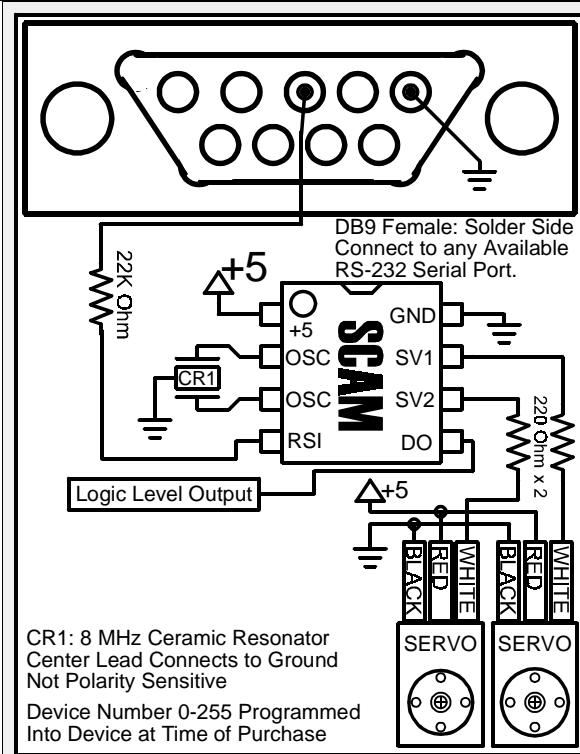 DB9 Female: Solder Side
Connect to any Available
RS-232 Serial Port.
22K Ohm
+5
+5
GND
OSC
SV1
CR1
SCAM
OSC
SV2
RSI
DO
220 Ohm x 2
Logic Level Output
+5
BLACK
RED
WHITE
BLACK
RED
WHITE
SERVO
SERVO
CR1: 8 MHz Ceramic Resonator
Center Lead Connects to Ground
Not Polarity Sensitive
Device Number 0-255 Programmed
Into Device at Time of Purchase